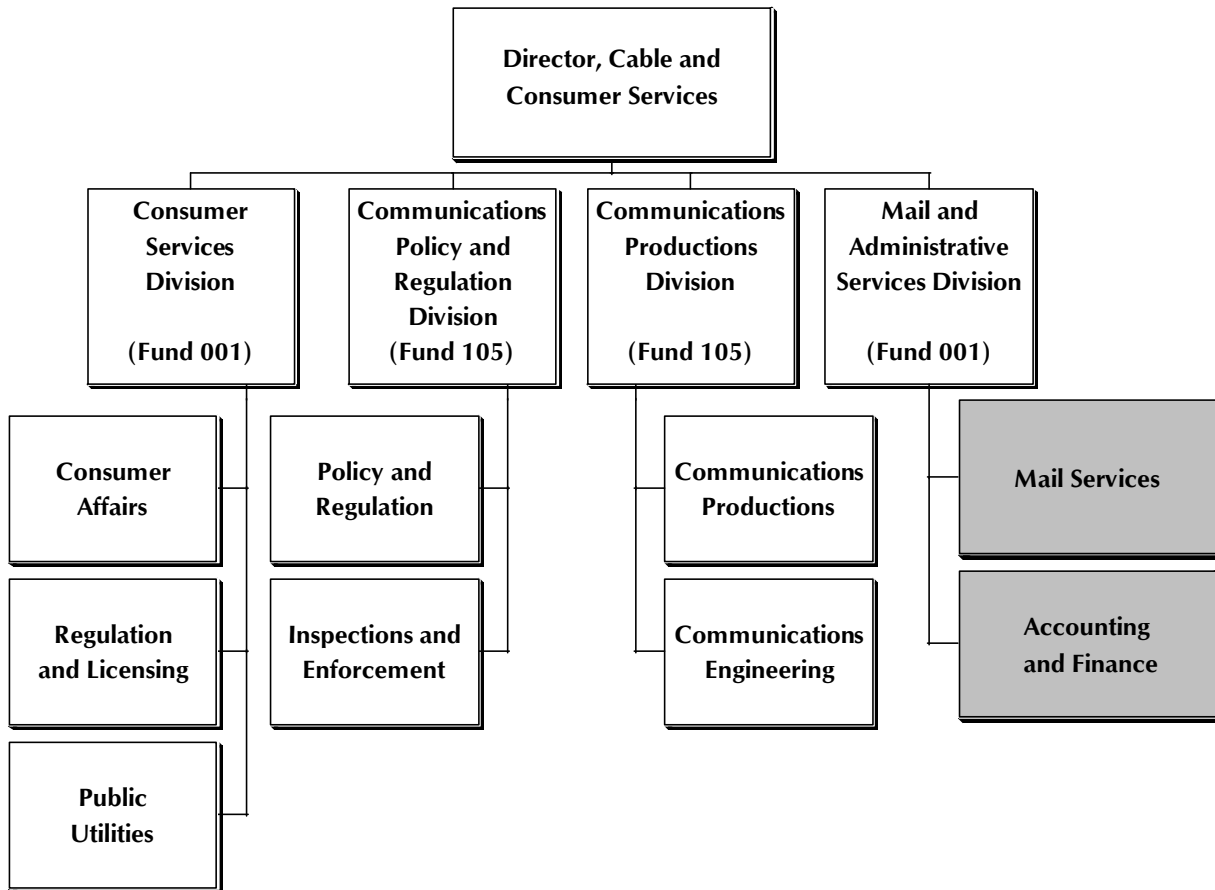 Director, Cable and
Consumer Services
Consumer
Services
Division
(Fund 001)
Communications
Policy and
Regulation
Division
(Fund 105)
Communications
Productions
Division
(Fund 105)
Mail and
Administrative
Services Division
(Fund 001)
Consumer
Affairs
Policy and
Regulation
Communications
Productions
Mail Services
Regulation
and Licensing
Inspections and
Enforcement
Communications
Engineering
Accounting
and Finance
Public
Utilities